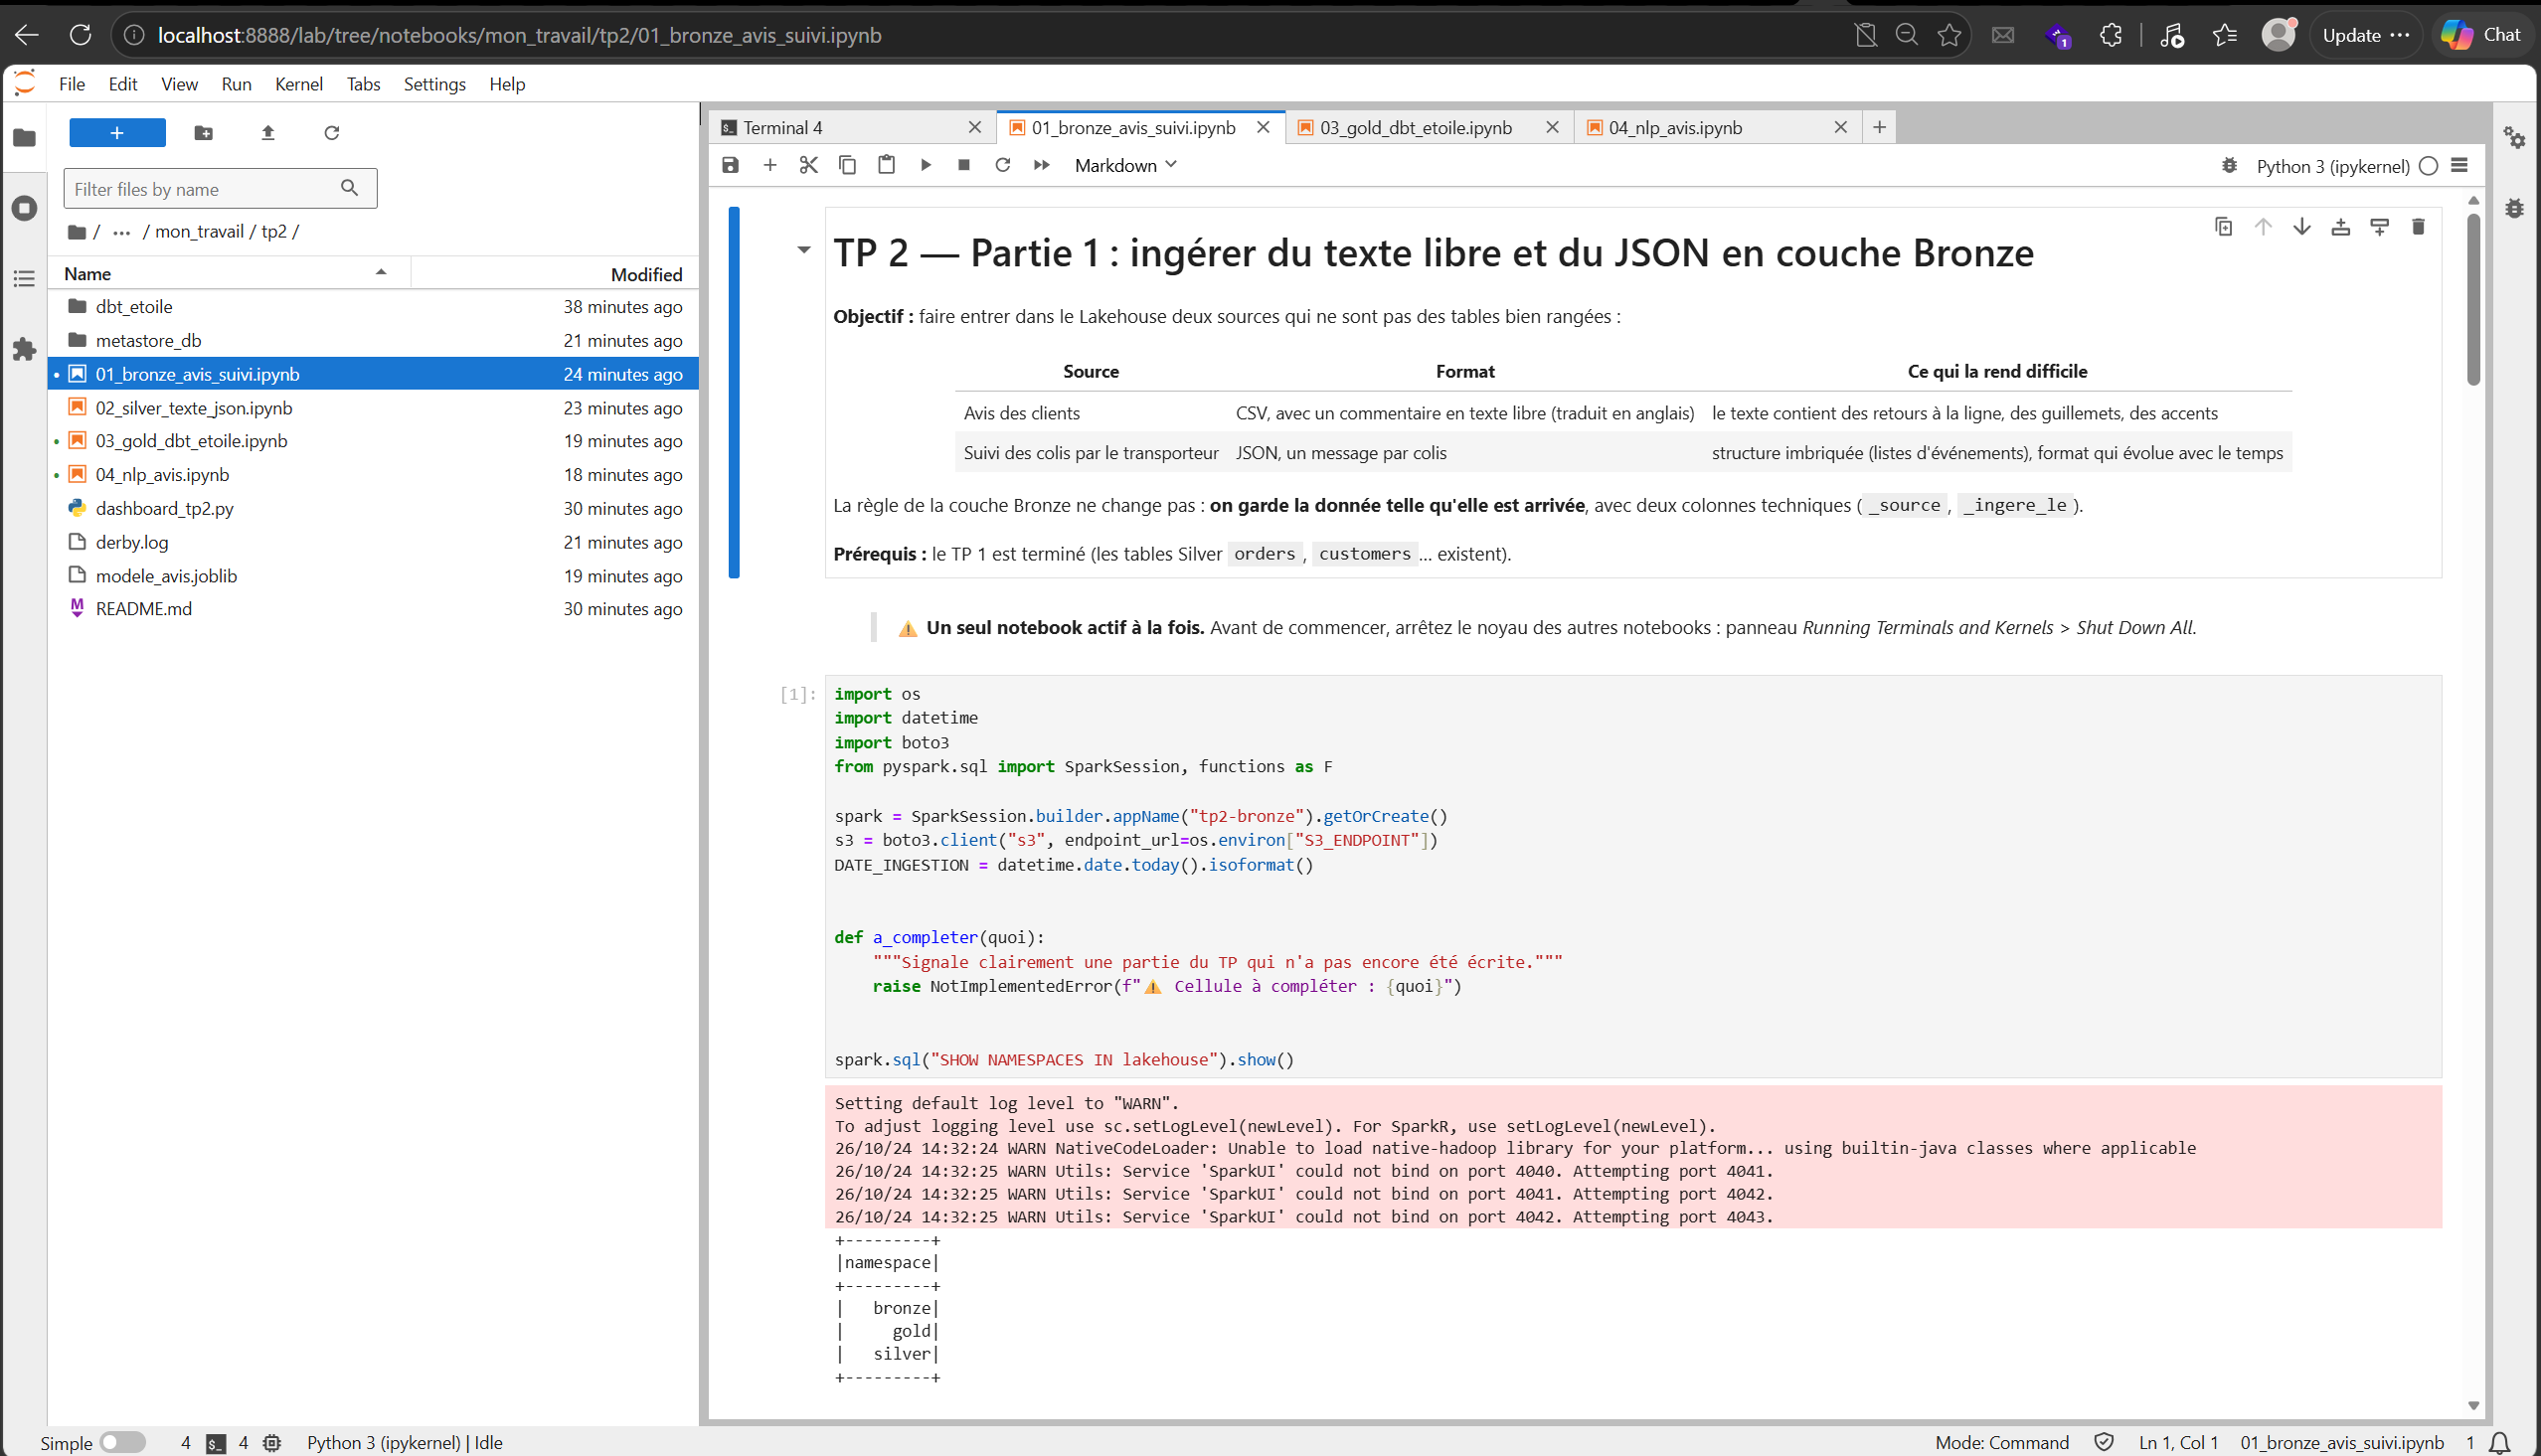 localhost:8888/lab/tree/notebooks/mon_travail/tp2/01_bronze_avis_suivi.ipynb
1
Update
Chat
File Edit View Run Kernel Tabs Settings Help
+
Filter files by name
/ ... / mon_travail / tp2 /
Name Modified
dbt_etoile 38 minutes ago
metastore_db 21 minutes ago
01_bronze_avis_suivi.ipynb 24 minutes ago
02_silver_texte_json.ipynb 23 minutes ago
03_gold_dbt_etoile.ipynb 19 minutes ago
04_nlp_avis.ipynb 18 minutes ago
dashboard_tp2.py 30 minutes ago
derby.log 21 minutes ago
modele_avis.joblib 19 minutes ago
README.md 30 minutes ago
Terminal 4
01_bronze_avis_suivi.ipynb
03_gold_dbt_etoile.ipynb
04_nlp_avis.ipynb
Markdown
Python 3 (ipykernel)
TP 2 — Partie 1 : ingérer du texte libre et du JSON en couche Bronze
Objectif : faire entrer dans le Lakehouse deux sources qui ne sont pas des tables bien rangées :
Source Format Ce qui la rend difficile
Avis des clients CSV, avec un commentaire en texte libre (traduit en anglais) le texte contient des retours à la ligne, des guillemets, des accents
Suivi des colis par le transporteur JSON, un message par colis structure imbriquée (listes d'événements), format qui évolue avec le temps
La règle de la couche Bronze ne change pas : on garde la donnée telle qu'elle est arrivée, avec deux colonnes techniques ( _source , _ingere_le ).
Prérequis : le TP 1 est terminé (les tables Silver orders , customers ... existent).
⚠️ Un seul notebook actif à la fois. Avant de commencer, arrêtez le noyau des autres notebooks : panneau Running Terminals and Kernels > Shut Down All.
[1]:
import os
import datetime
import boto3
from pyspark.sql import SparkSession, functions as F
spark = SparkSession.builder.appName("tp2-bronze").getOrCreate()
s3 = boto3.client("s3", endpoint_url=os.environ["S3_ENDPOINT"])
DATE_INGESTION = datetime.date.today().isoformat()
def a_completer(quoi):
"""Signale clairement une partie du TP qui n'a pas encore été écrite."""
raise NotImplementedError(f"⚠️ Cellule à compléter : {quoi}")
spark.sql("SHOW NAMESPACES IN lakehouse").show()
Setting default log level to "WARN".
To adjust logging level use sc.setLogLevel(newLevel). For SparkR, use setLogLevel(newLevel).
26/10/24 14:32:24 WARN NativeCodeLoader: Unable to load native-hadoop library for your platform... using builtin-java classes where applicable
26/10/24 14:32:25 WARN Utils: Service 'SparkUI' could not bind on port 4040. Attempting port 4041.
26/10/24 14:32:25 WARN Utils: Service 'SparkUI' could not bind on port 4041. Attempting port 4042.
26/10/24 14:32:25 WARN Utils: Service 'SparkUI' could not bind on port 4042. Attempting port 4043.
+---------+
|namespace|
+---------+
|   bronze|
|     gold|
|   silver|
+---------+
Simple 4 4 Python 3 (ipykernel) | Idle
Mode: Command Ln 1, Col 1 01_bronze_avis_suivi.ipynb 1